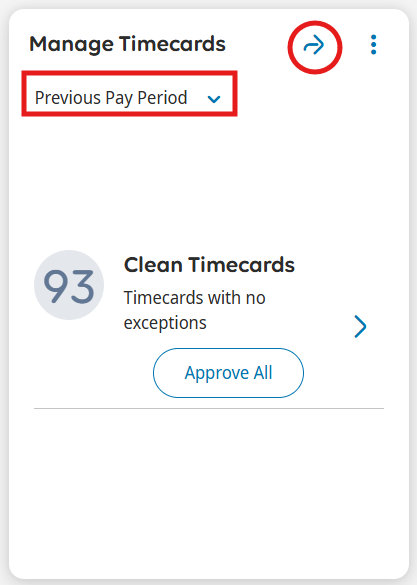 Manage Timecards
Previous Pay Period
93
Clean Timecards
Timecards with no
exceptions
Approve All